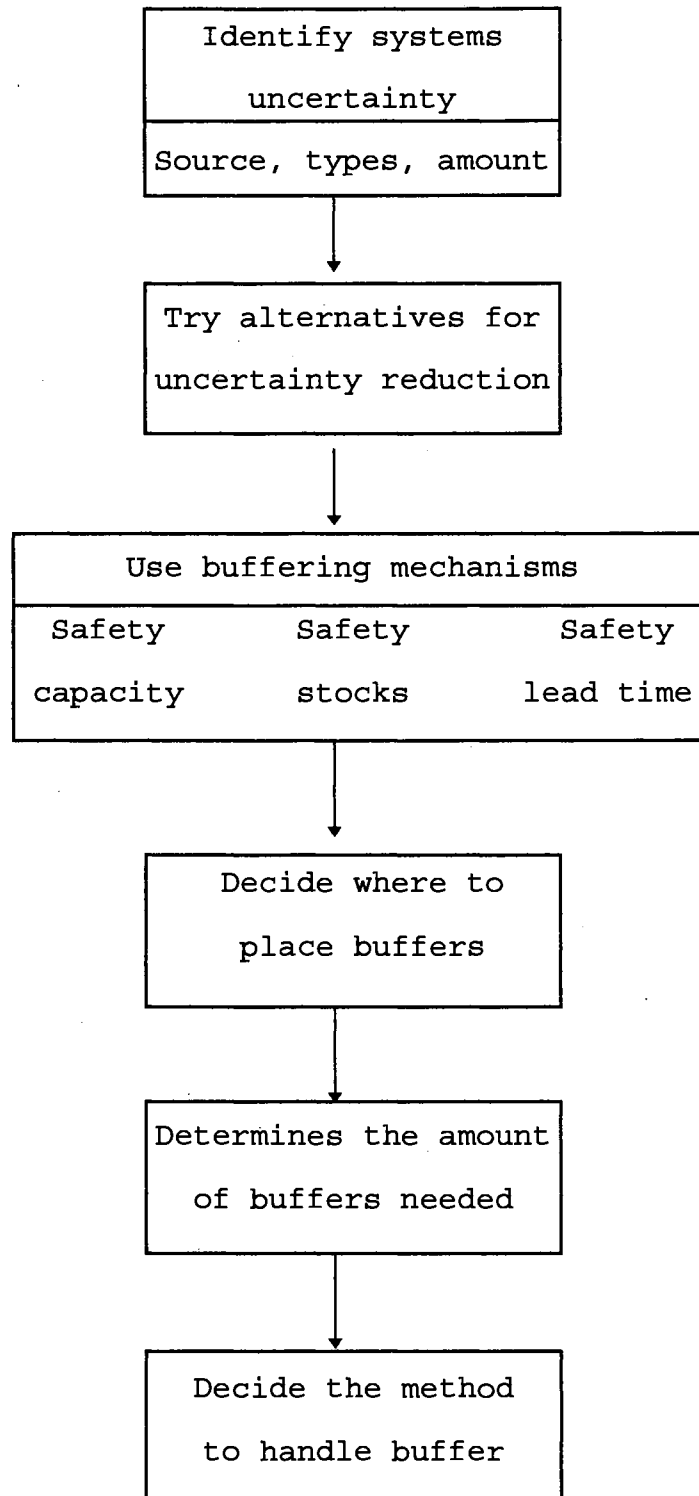 Identify systems
uncertainty
Source, types, amount
Try alternatives for
uncertainty reduction
Use buffering mechanisms
Safety Safety Safety
capacity stocks lead time
Decide where to
place buffers
Determines the amount
of buffers needed
Decide the method
to handle buffer